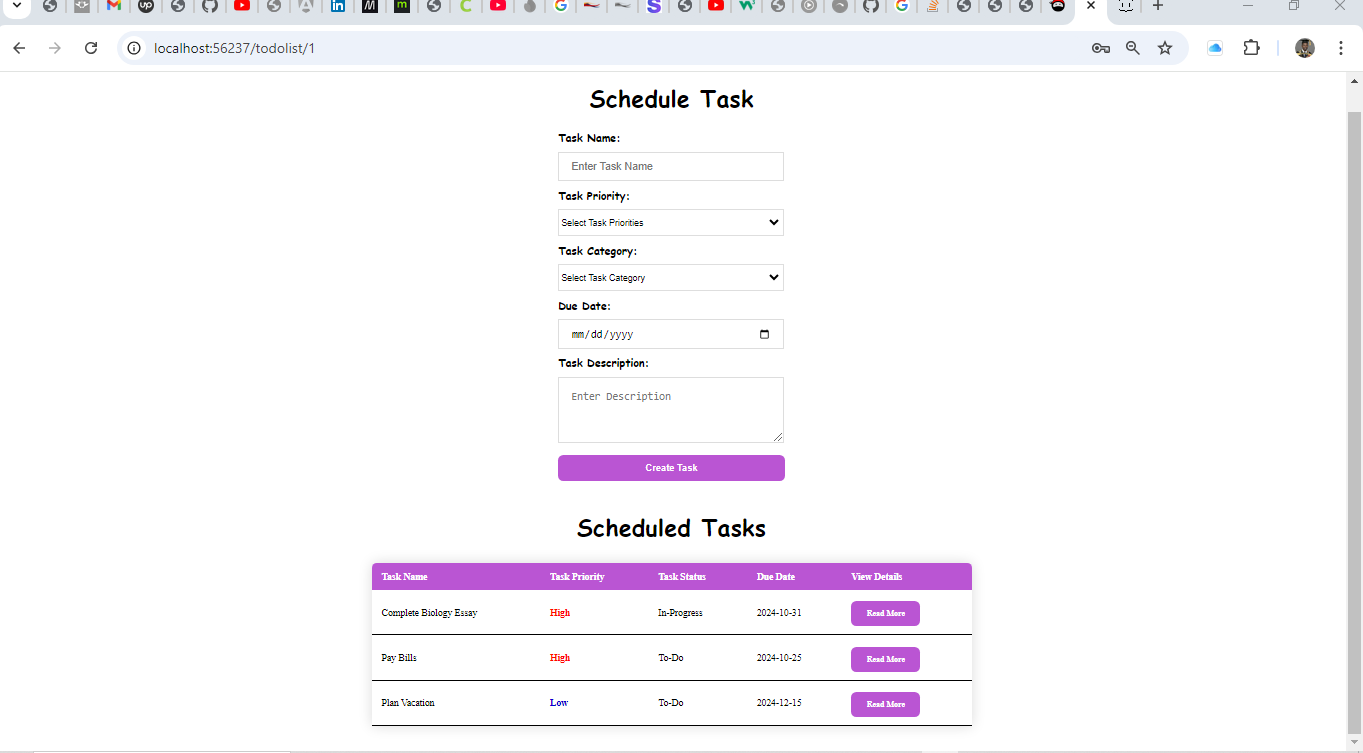 localhost:56237/todolist/1
Schedule Task
Task Name:
Enter Task Name
Task Priority:
Select Task Priorities
Task Category:
Select Task Category
Due Date:
mm/dd/yyyy
Task Description:
Enter Description
Create Task
Scheduled Tasks
Task Name Task Priority Task Status Due Date View Details
Complete Biology Essay High In-Progress 2024-10-31 Read More
Pay Bills High To-Do 2024-10-25 Read More
Plan Vacation Low To-Do 2024-12-15 Read More